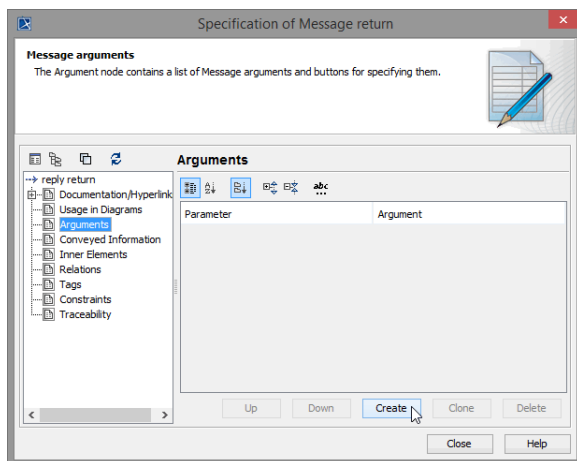 Specification of Message return
Message arguments
The Argument node contains a list of Message arguments and buttons for specifying them.
Arguments
reply return
Documentation/Hyperlink
Usage in Diagrams
Arguments
Conveyed Information
Inner Elements
Relations
Tags
Constraints
Traceability
abc
Parameter Argument
Up Down Create Clone Delete
Close Help